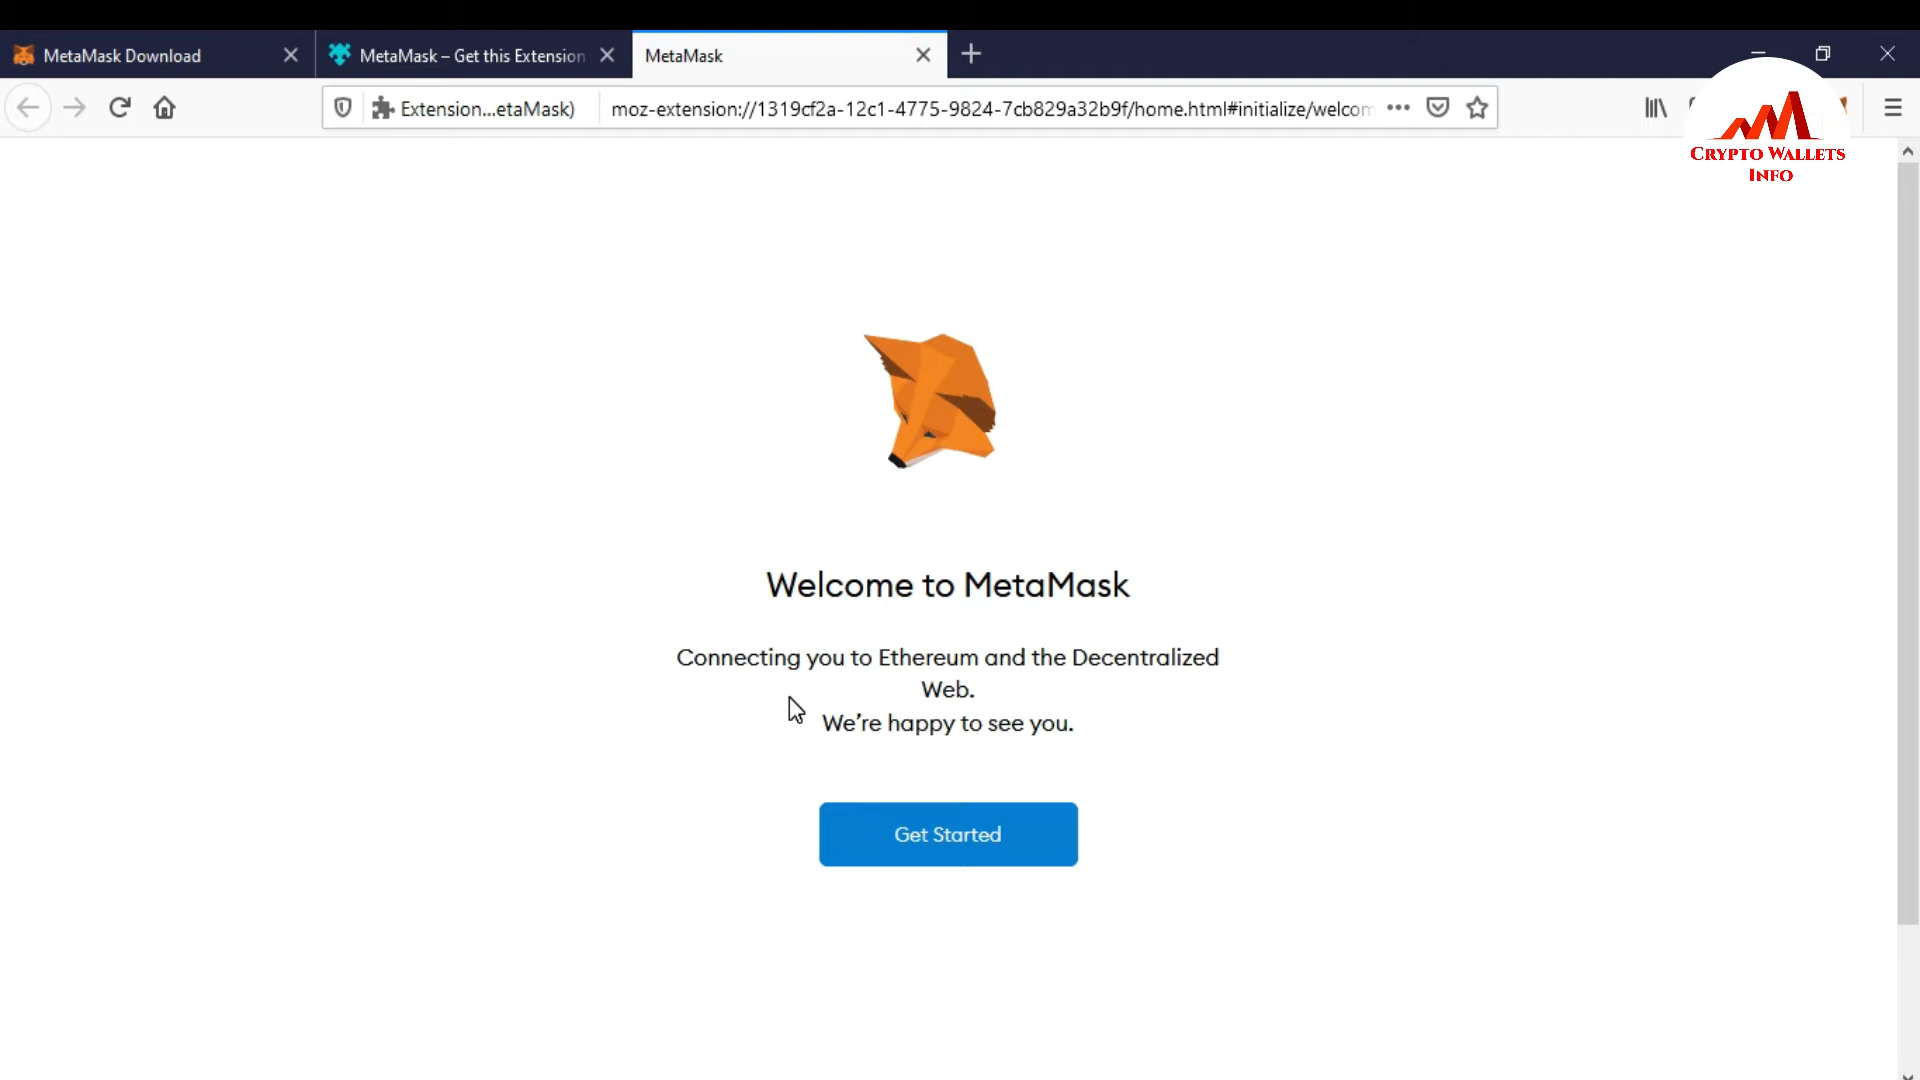 MetaMask Download
MetaMask – Get this Extension
MetaMask
Extension...etaMask)
moz-extension://1319cf2a-12c1-4775-9824-7cb829a32b9f/home.html#initialize/welcom
CRYPTO WALLETS
INFO
Welcome to MetaMask
Connecting you to Ethereum and the Decentralized
Web.
We're happy to see you.
Get Started